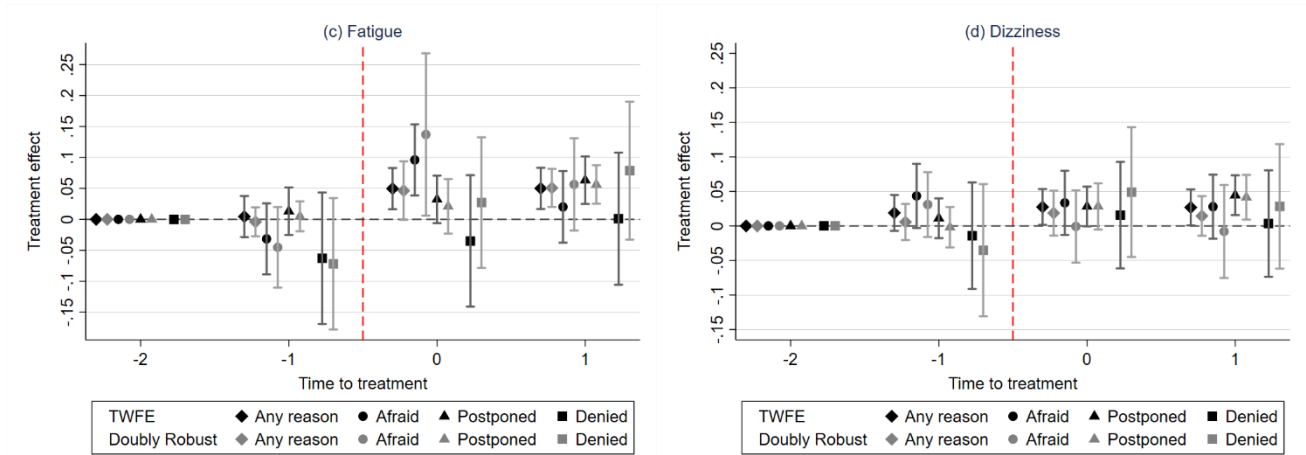 (c) Fatigue
Treatment effect
.25
.2
.15
.1
.05
0
-.05
-.1
-.15
-2
-1
0
1
Time to treatment
TWFE Any reason Afraid Postponed Denied
Doubly Robust Any reason Afraid Postponed Denied
(d) Dizziness
Treatment effect
.25
.2
.15
.1
.05
0
-.05
-.1
-.15
-2
-1
0
1
Time to treatment
TWFE Any reason Afraid Postponed Denied
Doubly Robust Any reason Afraid Postponed Denied